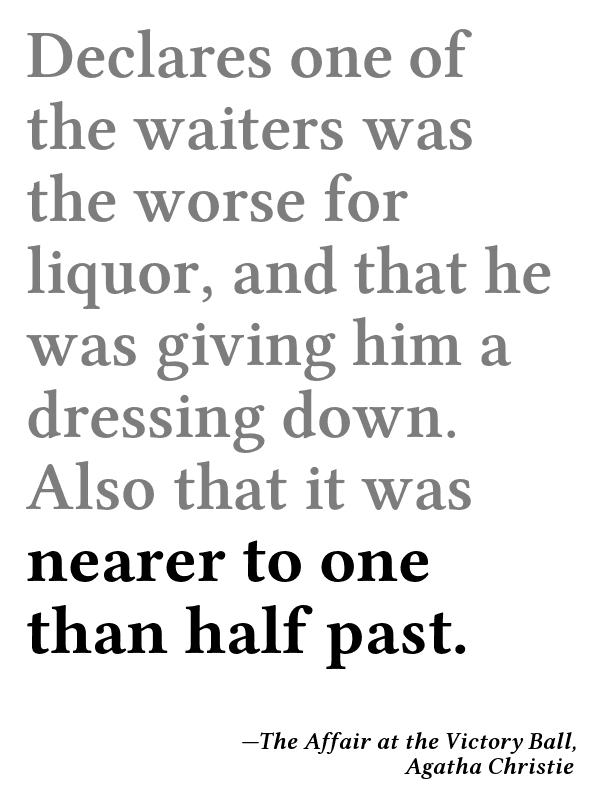 Declares one of
the waiters was
the worse for
liquor, and that he
was giving him a
dressing down.
Also that it was
nearer to one
than half past.
—The Affair at the Victory Ball,
Agatha Christie